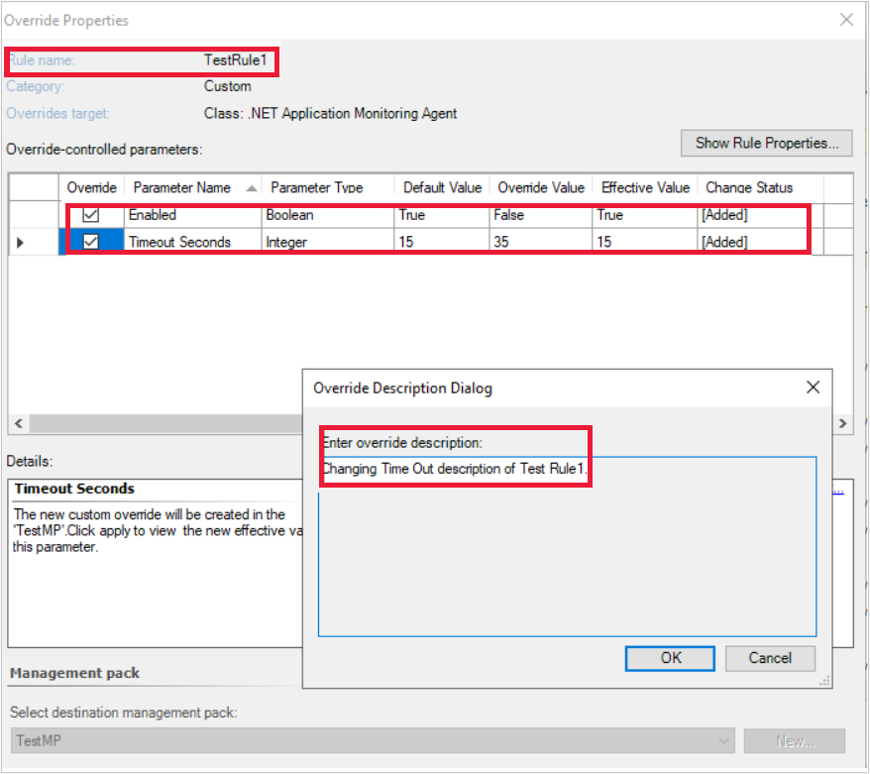 Override Properties
Rule name: TestRule1
Category: Custom
Overrides target: Class: .NET Application Monitoring Agent
Show Rule Properties...
Override-controlled parameters:
Override Parameter Name Parameter Type Default Value Override Value Effective Value Change Status
Enabled Boolean True False True [Added]
Timeout Seconds Integer 15 35 15 [Added]
Override Description Dialog
Enter override description:
Changing Time Out description of Test Rule1.
OK Cancel
Details:
Timeout Seconds
The new custom override will be created in the
'TestMP'.Click apply to view the new effective va
this parameter.
Management pack
Select destination management pack:
TestMP New...